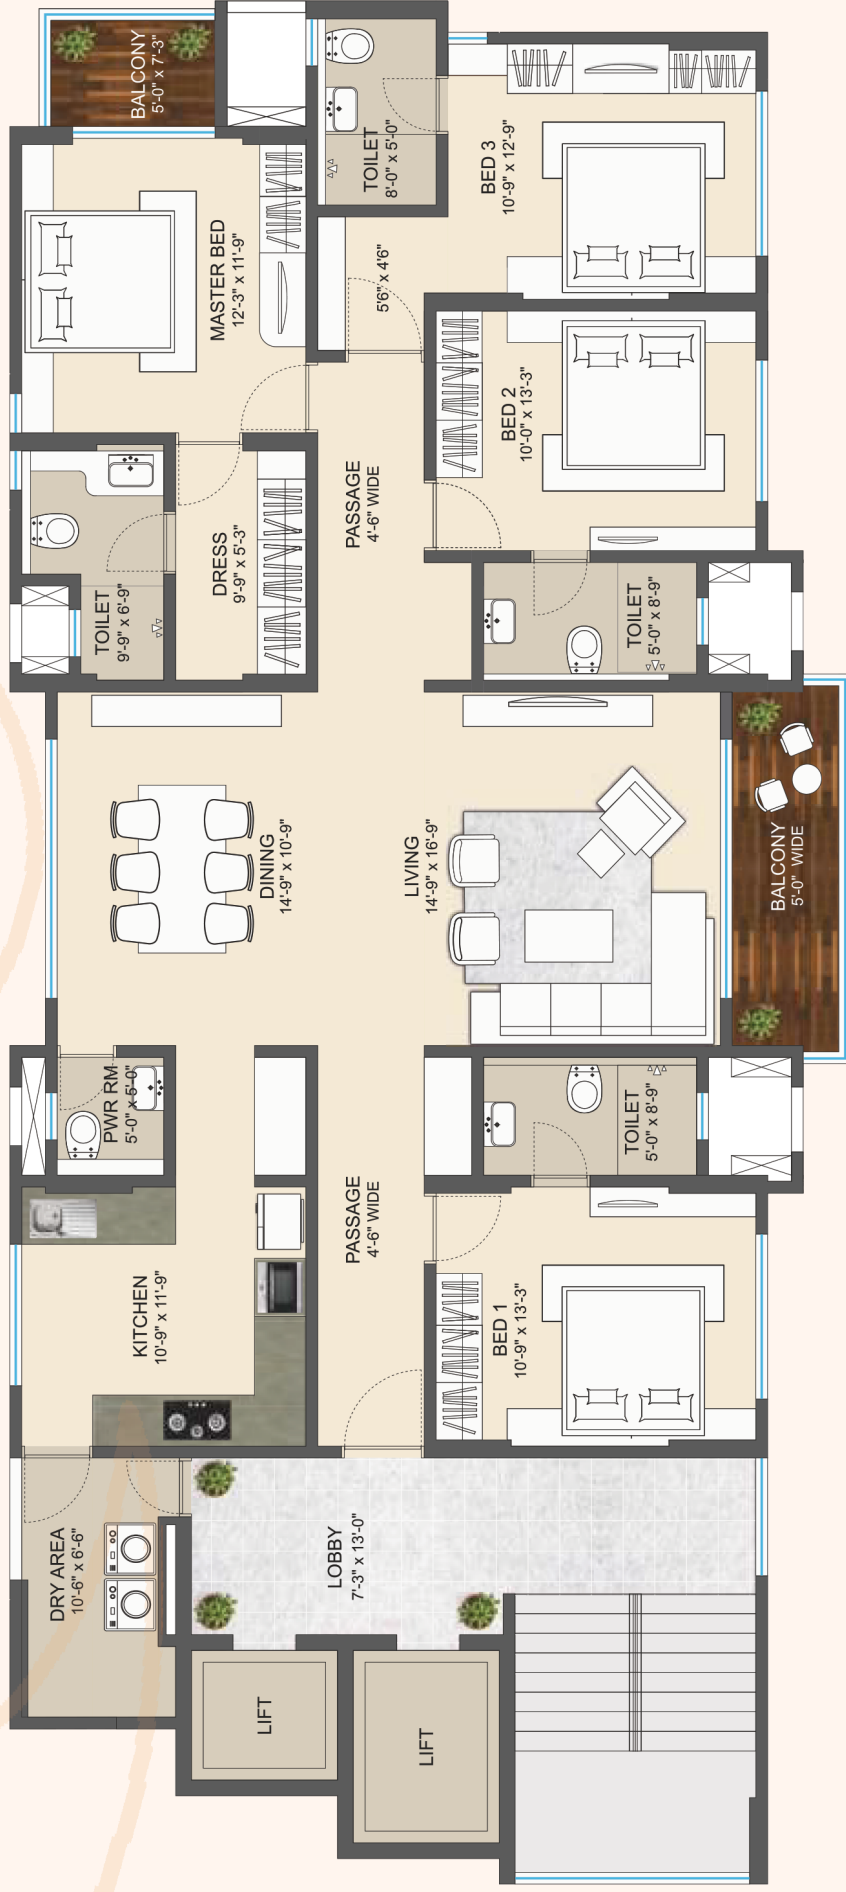 BALCONY
5'-0" x 7'-3"
TOILET
8'-0" x 5'-0"
BED 3
10'-9" x 12'-9"
MASTER BED
12'-3" x 11'-9"
5'6" x 4'6"
BED 2
10'-0" x 13'-3"
PASSAGE
4'-6" WIDE
DRESS
9'-9" x 5'-3"
TOILET
9'-9" x 6'-9"
TOILET
5'-0" x 8'-9"
DINING
14'-9" x 10'-9"
LIVING
14'-9" x 16'-9"
BALCONY
5'-0" WIDE
PWR RM
5'-0" x 5'-0"
TOILET
5'-0" x 8'-9"
PASSAGE
4'-6" WIDE
KITCHEN
10'-9" x 11'-9"
BED 1
10'-9" x 13'-3"
DRY AREA
10'-6" x 6'-6"
LOBBY
7'-3" x 13'-0"
LIFT
LIFT